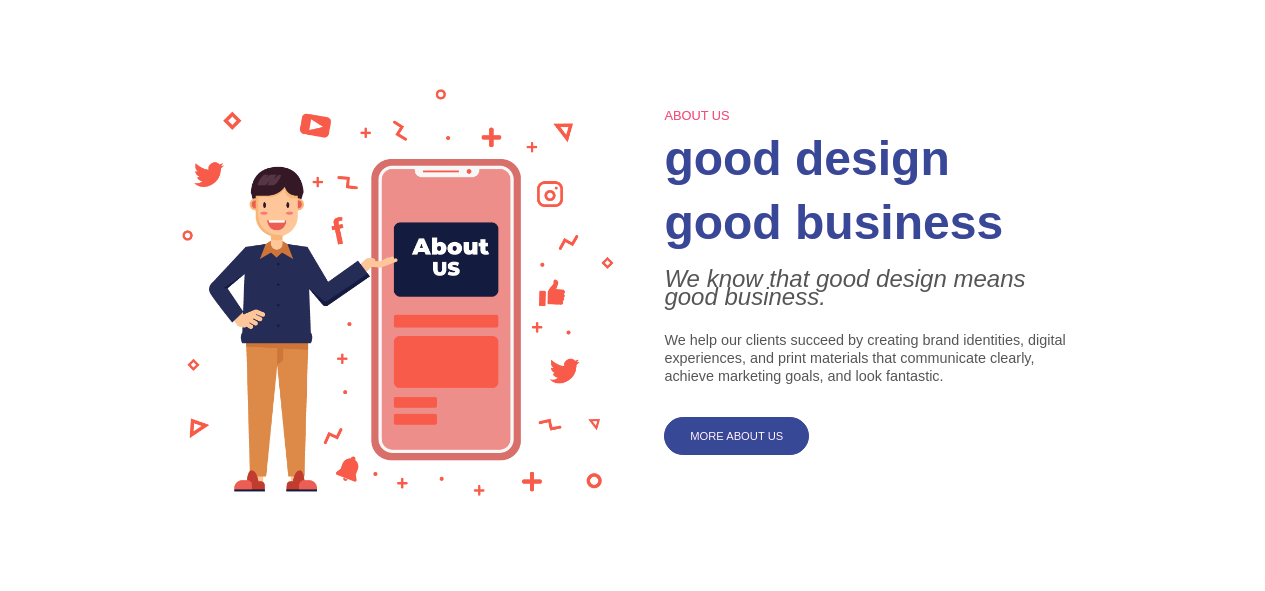 About
US
ABOUT US
good design
good business
We know that good design means
good business.
We help our clients succeed by creating brand identities, digital
experiences, and print materials that communicate clearly,
achieve marketing goals, and look fantastic.
MORE ABOUT US